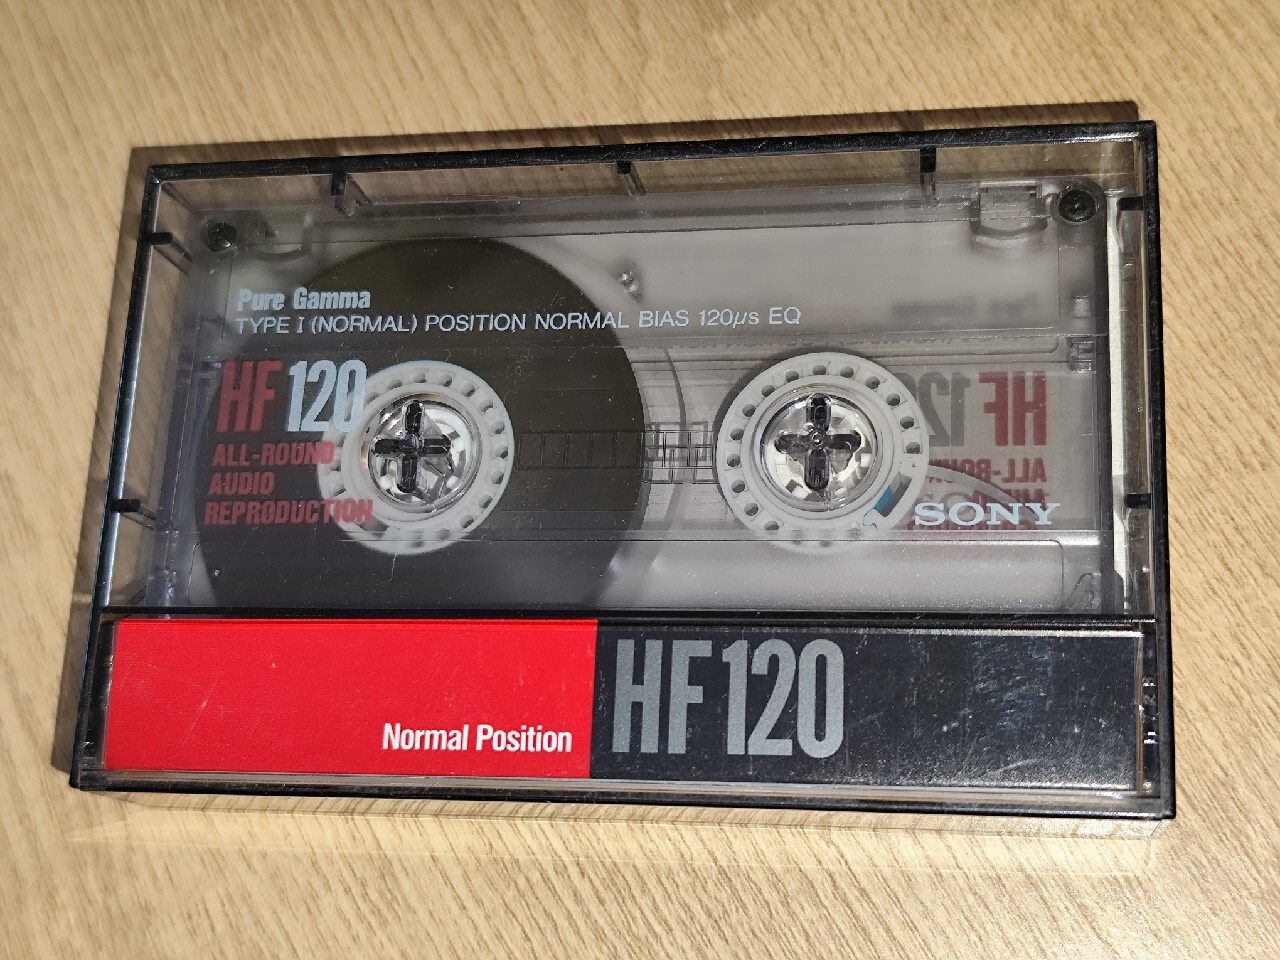 Pure Gamma
TYPE I (NORMAL) POSITION NORMAL BIAS 120µs EQ
HF 120
ALL-ROUND
AUDIO
REPRODUCTION
SONY
Normal Position
HF 120